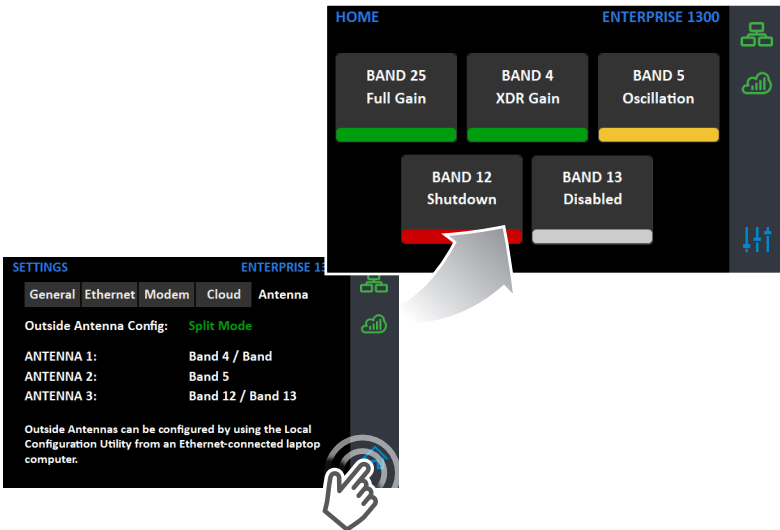 HOME ENTERPRISE 1300
BAND 25 BAND 4 BAND 5
Full Gain XDR Gain Oscillation
BAND 12 BAND 13
Shutdown Disabled
SETTINGS ENTERPRISE
General Ethernet Modem Cloud Antenna
Outside Antenna Config: Split Mode
ANTENNA 1: Band 4 / Band
ANTENNA 2: Band 5
ANTENNA 3: Band 12 / Band 13
Outside Antennas can be configured by using the Local
Configuration Utility from an Ethernet-connected laptop
computer.